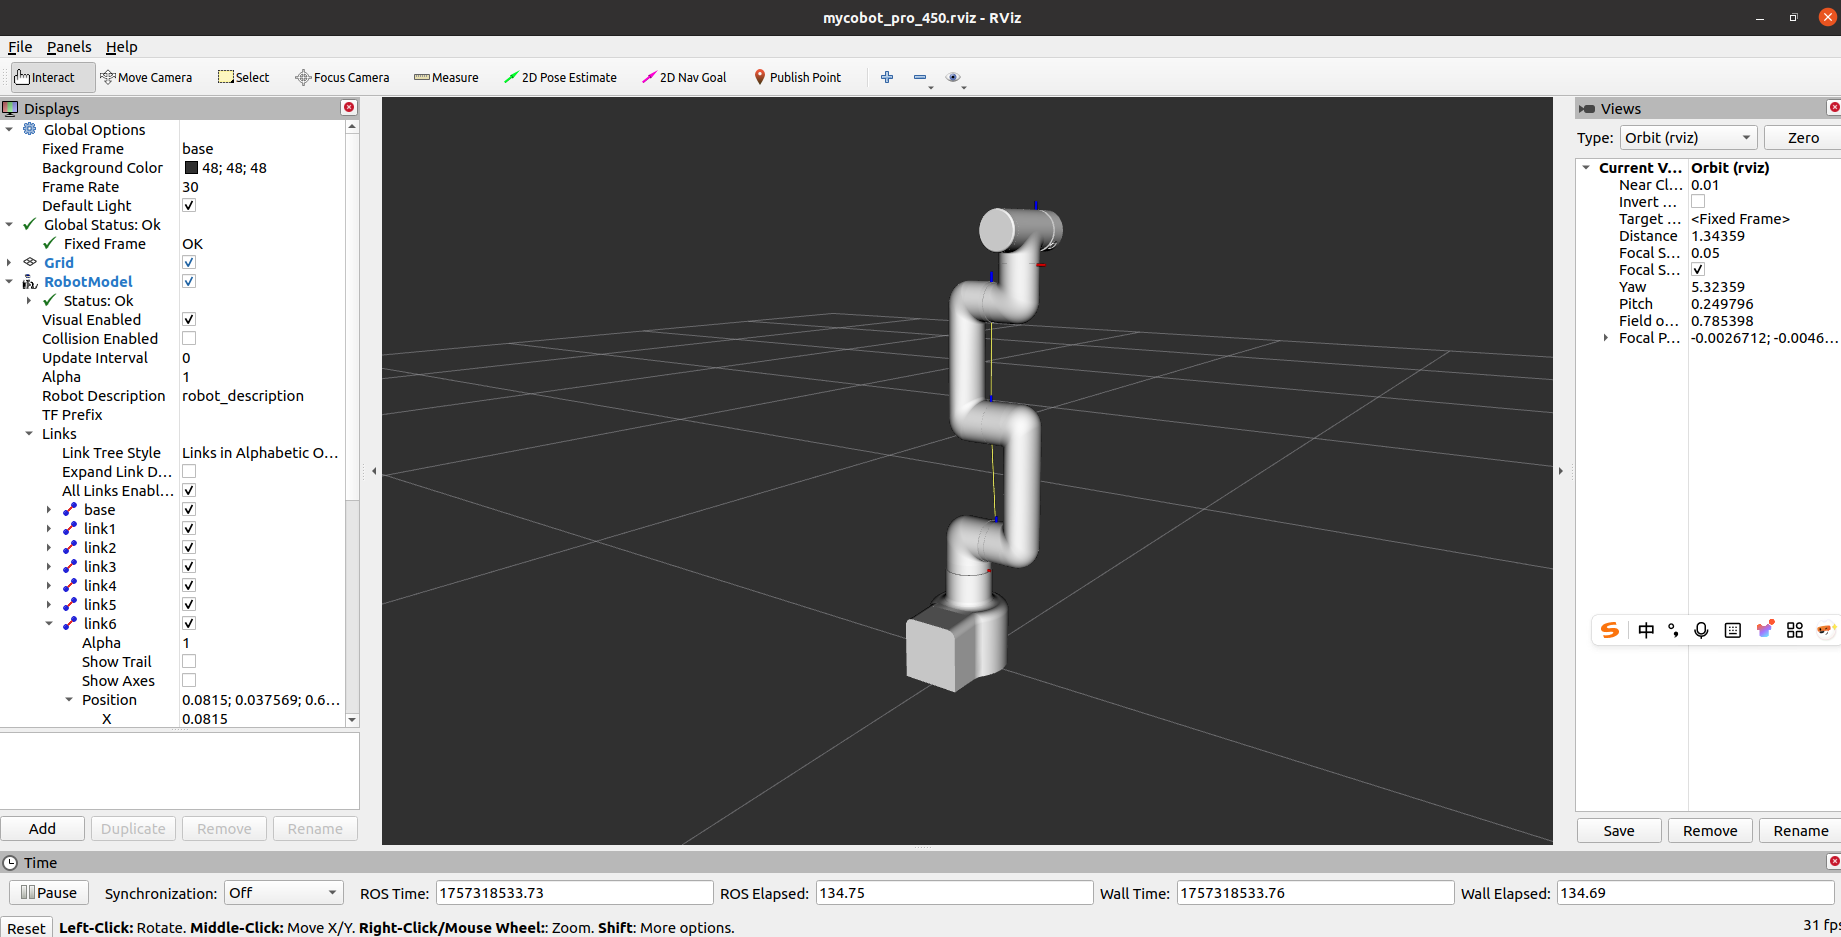 mycobot_pro_450.rviz - RViz
File Panels Help
Interact Move Camera Select Focus Camera Measure 2D Pose Estimate 2D Nav Goal Publish Point
Displays
Global Options
Fixed Frame base
Background Color 48; 48; 48
Frame Rate 30
Default Light
Global Status: Ok
Fixed Frame OK
Grid
RobotModel
Status: Ok
Visual Enabled
Collision Enabled
Update Interval 0
Alpha 1
Robot Description robot_description
TF Prefix
Links
Link Tree Style Links in Alphabetic O...
Expand Link D...
All Links Enabl...
base
link1
link2
link3
link4
link5
link6
Alpha 1
Show Trail
Show Axes
Position 0.0815; 0.037569; 0.6...
X 0.0815
Add Duplicate Remove Rename
Views
Type: Orbit (rviz) Zero
Current V... Orbit (rviz)
Near Cl... 0.01
Invert ...
Target ... <Fixed Frame>
Distance 1.34359
Focal S... 0.05
Focal S...
Yaw 5.32359
Pitch 0.249796
Field o... 0.785398
Focal P... -0.0026712; -0.0046...
中
Save Remove Rename
Time
Pause Synchronization: Off ROS Time: 1757318533.73 ROS Elapsed: 134.75 Wall Time: 1757318533.76 Wall Elapsed: 134.69
Reset Left-Click: Rotate. Middle-Click: Move X/Y. Right-Click/Mouse Wheel:: Zoom. Shift: More options. 31 fps